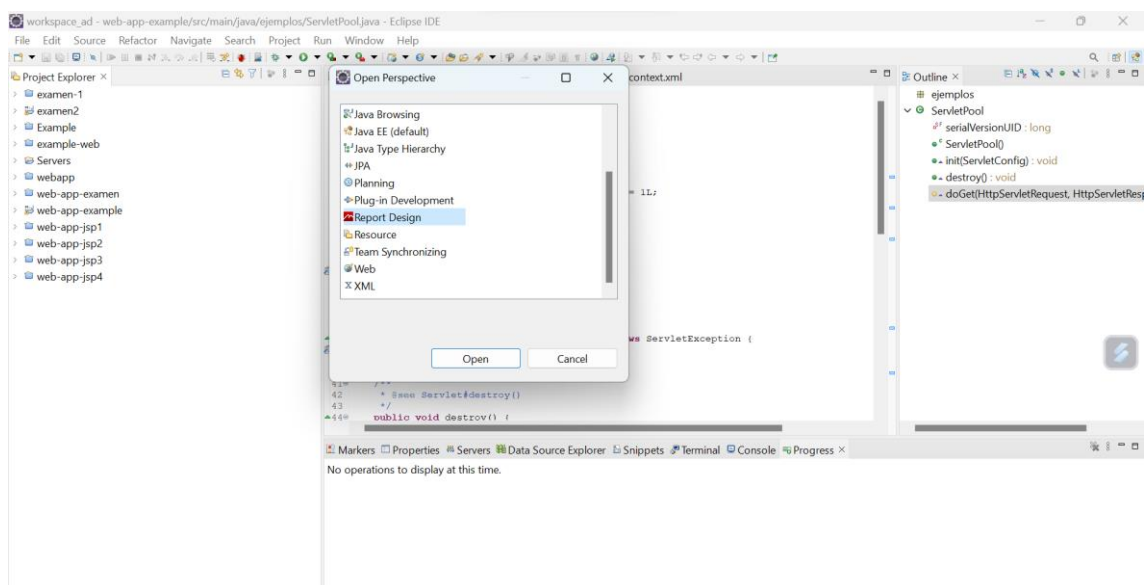 workspace_ad - web-app-example/src/main/java/ejemplos/ServletPool.java - Eclipse IDE
File Edit Source Refactor Navigate Search Project Run Window Help
Project Explorer
examen-1
examen2
Example
example-web
Servers
webapp
web-app-examen
web-app-example
web-app-jsp1
web-app-jsp2
web-app-jsp3
web-app-jsp4
Open Perspective
Java Browsing
Java EE (default)
Java Type Hierarchy
JPA
Planning
Plug-in Development
Report Design
Resource
Team Synchronizing
Web
XML
Open Cancel
context.xml
= 1L;
ws ServletException {
41 /**
42 * @see Servlet#destroy()
43 */
44 public void destroy() {
Outline
ejemplos
ServletPool
serialVersionUID : long
ServletPool()
init(ServletConfig) : void
destroy() : void
doGet(HttpServletRequest, HttpServletResp
Markers Properties Servers Data Source Explorer Snippets Terminal Console Progress
No operations to display at this time.